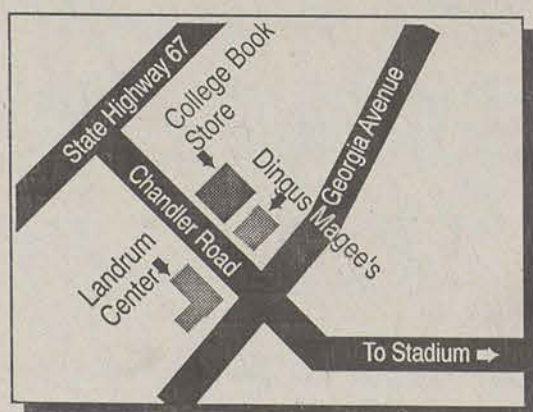 State Highway 67
College Book
Store
Georgia Avenue
Dingus
Magee's
Chandler Road
Landrum
Center
To Stadium